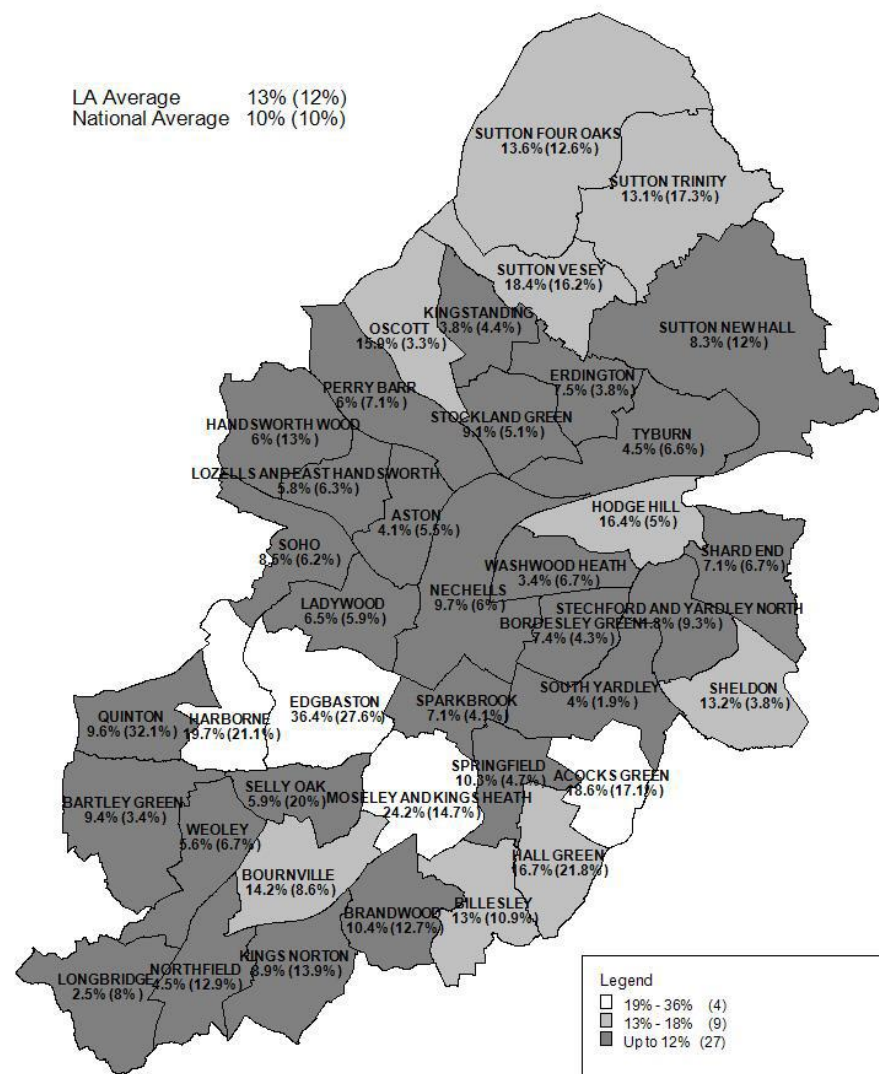 LA Average 13% (12%)
National Average 10% (10%)
SUTTON FOUR OAKS
13.6% (12.6%)
SUTTON TRINITY
13.1% (17.3%)
SUTTON VESEY
18.4% (16.2%)
KINGSTANDING
3.8% (4.4%)
OSCOTT
15.9% (3.3%)
SUTTON NEW HALL
8.3% (12%)
ERDINGTON
7.5% (3.8%)
PERRY BARR
6% (7.1%)
STOCKLAND GREEN
9.1% (5.1%)
HANDSWORTH WOOD
6% (13%)
TYBURN
4.5% (6.6%)
LOZELLS AND EAST HANDSWORTH
5.8% (6.3%)
ASTON
4.1% (5.5%)
HODGE HILL
16.4% (5%)
SOHO
8.5% (6.2%)
SHARD END
7.1% (6.7%)
WASHWOOD HEATH
3.4% (6.7%)
NECHELLS
9.7% (6%)
LADYWOOD
6.5% (5.9%)
STECHFORD AND YARDLEY NORTH
1.8% (9.3%)
BORDESLEY GREEN
7.4% (4.3%)
SOUTH YARDLEY
4% (1.9%)
SHELDON
13.2% (3.8%)
EDGBASTON
36.4% (27.6%)
SPARKBROOK
7.1% (4.1%)
QUINTON
9.6% (32.1%)
HARBORNE
19.7% (21.1%)
SPRINGFIELD
10.3% (4.7%)
ACOCKS GREEN
18.6% (17.1%)
SELLY OAK
5.9% (20%)
MOSELEY AND KINGS HEATH
24.2% (14.7%)
BARTLEY GREEN
9.4% (3.4%)
WEOLEY
5.6% (6.7%)
HALL GREEN
16.7% (21.8%)
BOURNVILLE
14.2% (8.6%)
BILLESLEY
13% (10.9%)
BRANDWOOD
10.4% (12.7%)
KINGS NORTON
8.9% (13.9%)
NORTHFIELD
4.5% (12.9%)
LONGBRIDGE
2.5% (8%)
Legend
19% - 36% (4)
13% - 18% (9)
Up to 12% (27)